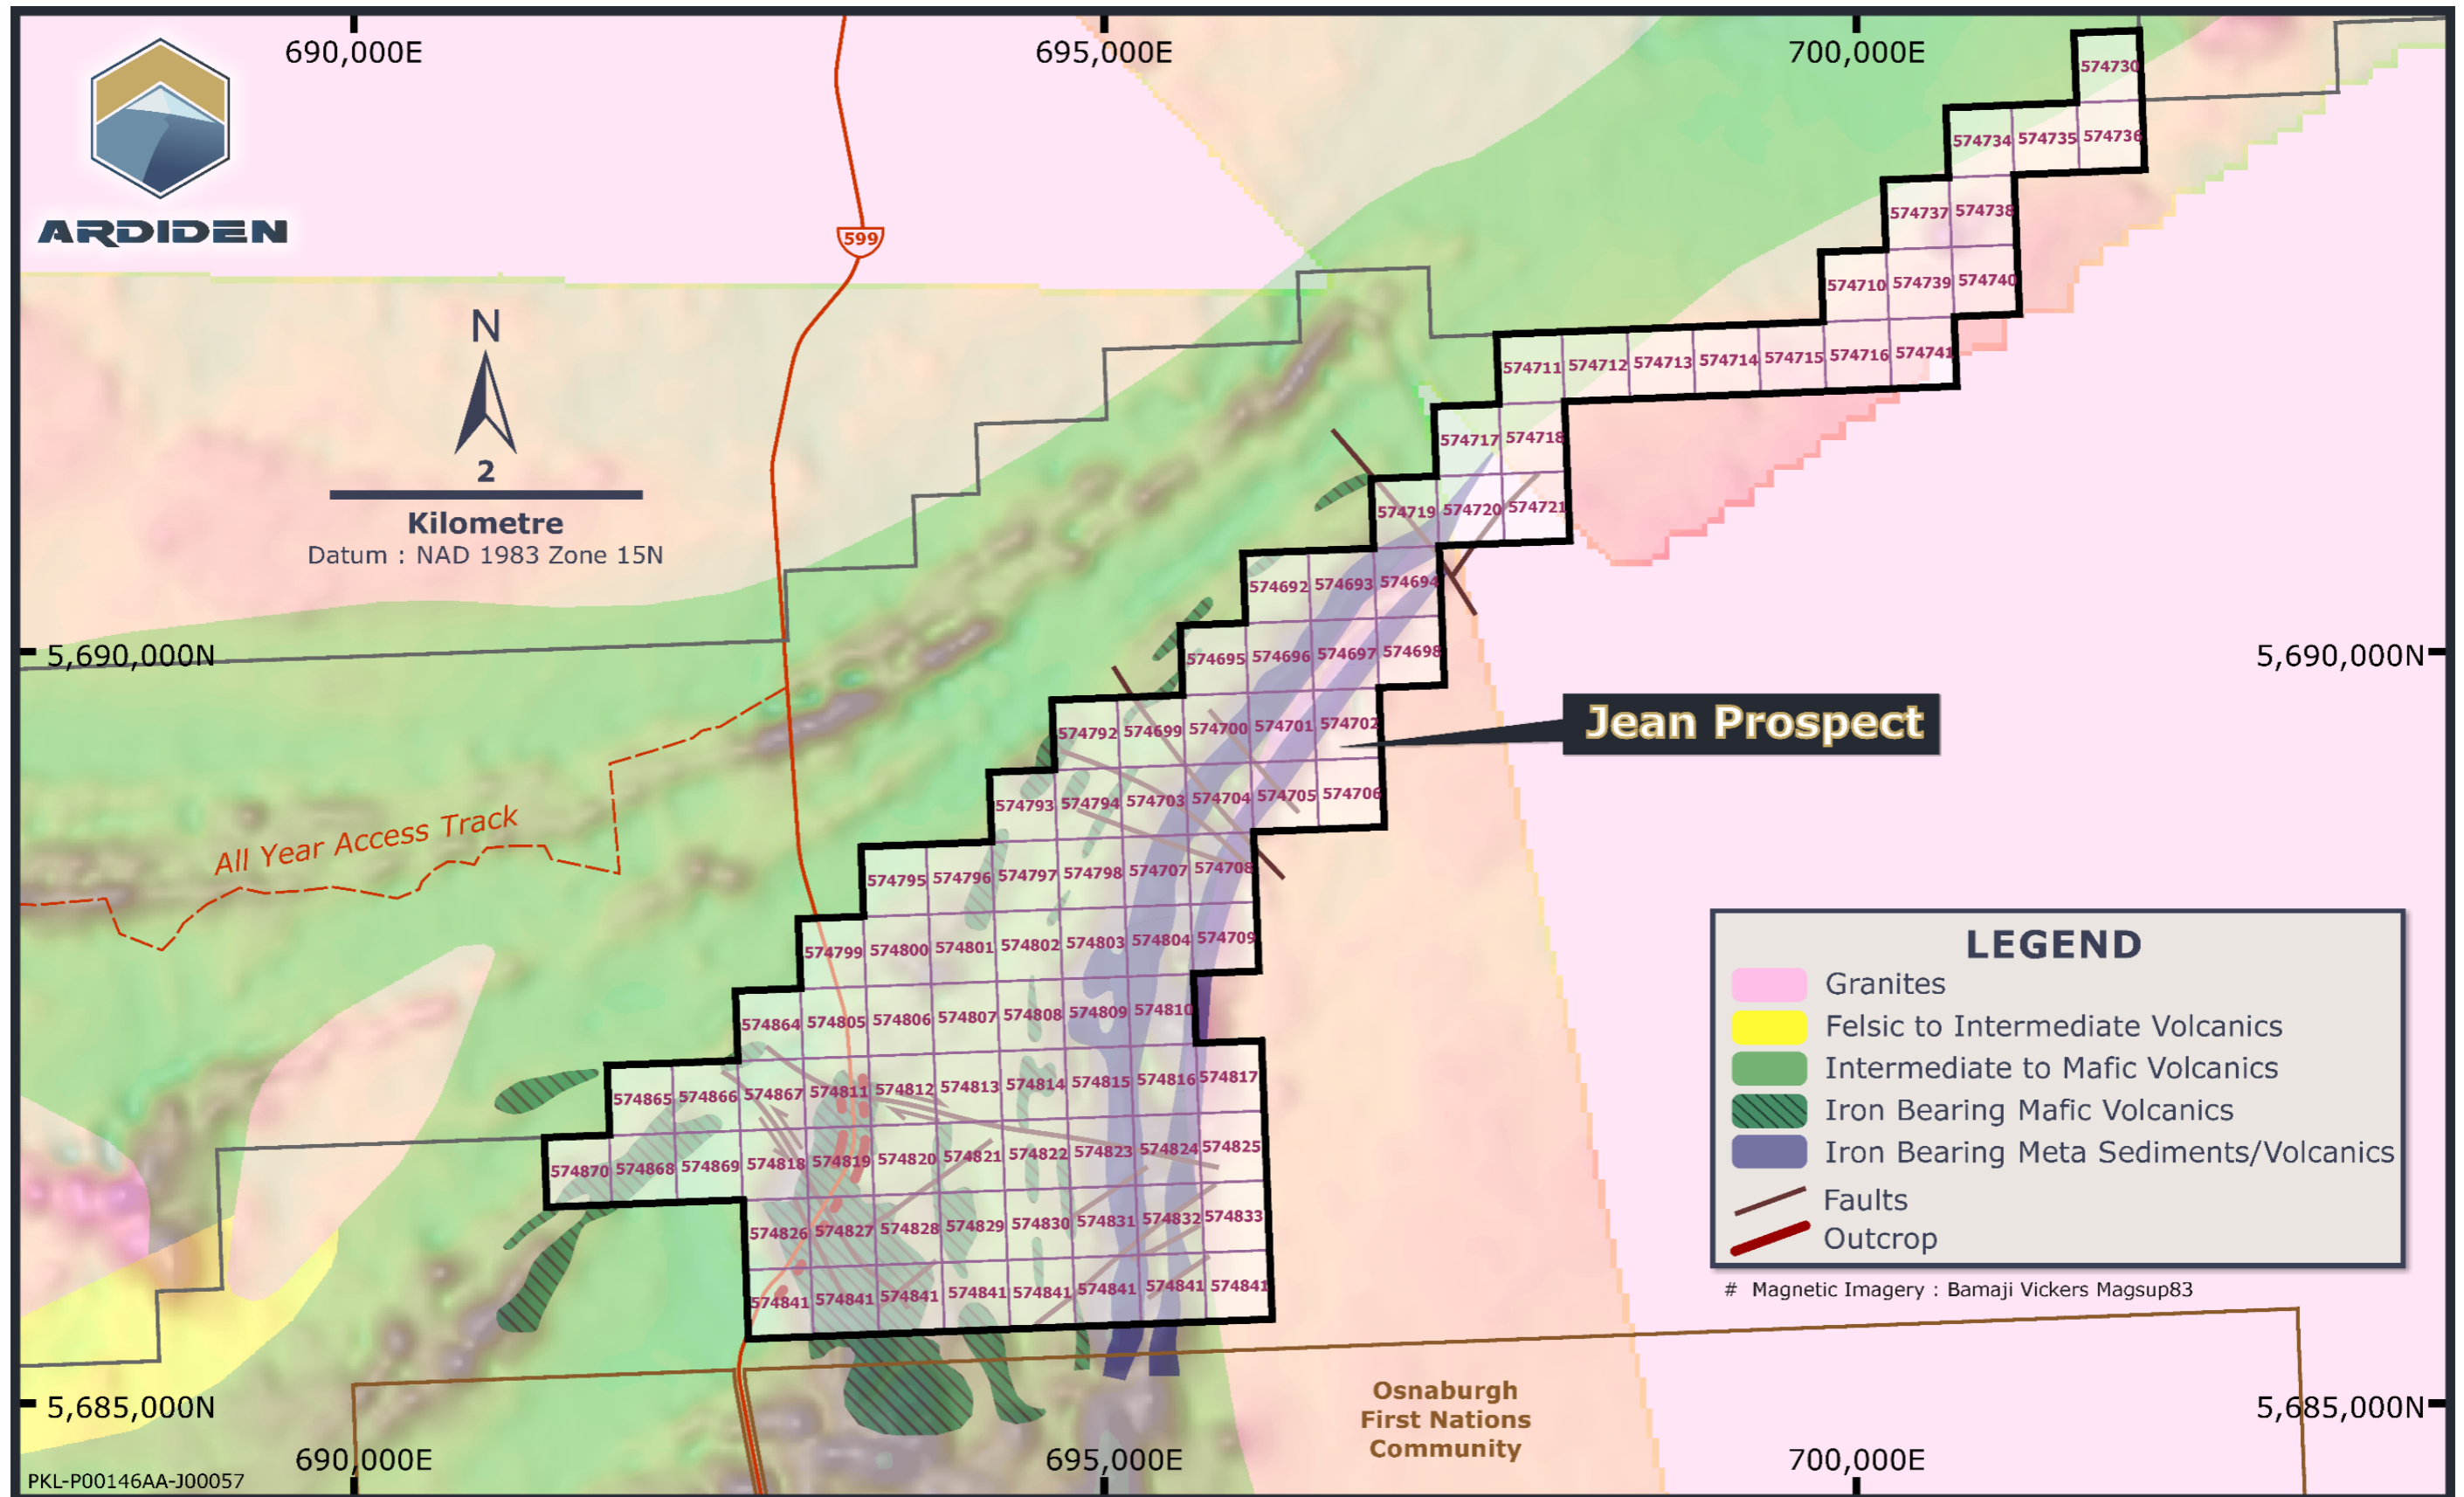 690,000E
695,000E
700,000E
ARDIDEN
599
N
2
Kilometre
Datum : NAD 1983 Zone 15N
574730
574734 574735 574736
574737 574738
574710 574739 574740
574711 574712 574713 574714 574715 574716 574741
574717 574718
574719 574720 574721
574692 574693 574694
5,690,000N
574695 574696 574697 574698
5,690,000N
574792 574699 574700 574701 574702
Jean Prospect
574793 574794 574703 574704 574705 574706
All Year Access Track
574795 574796 574797 574798 574707 574708
574799 574800 574801 574802 574803 574804 574709
574864 574805 574806 574807 574808 574809 574810
574865 574866 574867 574811 574812 574813 574814 574815 574816 574817
574870 574868 574869 574818 574819 574820 574821 574822 574823 574824 574825
574826 574827 574828 574829 574830 574831 574832 574833
574841 574841 574841 574841 574841 574841 574841 574841
LEGEND
Granites
Felsic to Intermediate Volcanics
Intermediate to Mafic Volcanics
Iron Bearing Mafic Volcanics
Iron Bearing Meta Sediments/Volcanics
Faults
Outcrop
# Magnetic Imagery : Bamaji Vickers Magsup83
Osnaburgh
First Nations
Community
5,685,000N
5,685,000N
690,000E
695,000E
700,000E
PKL-P00146AA-J00057